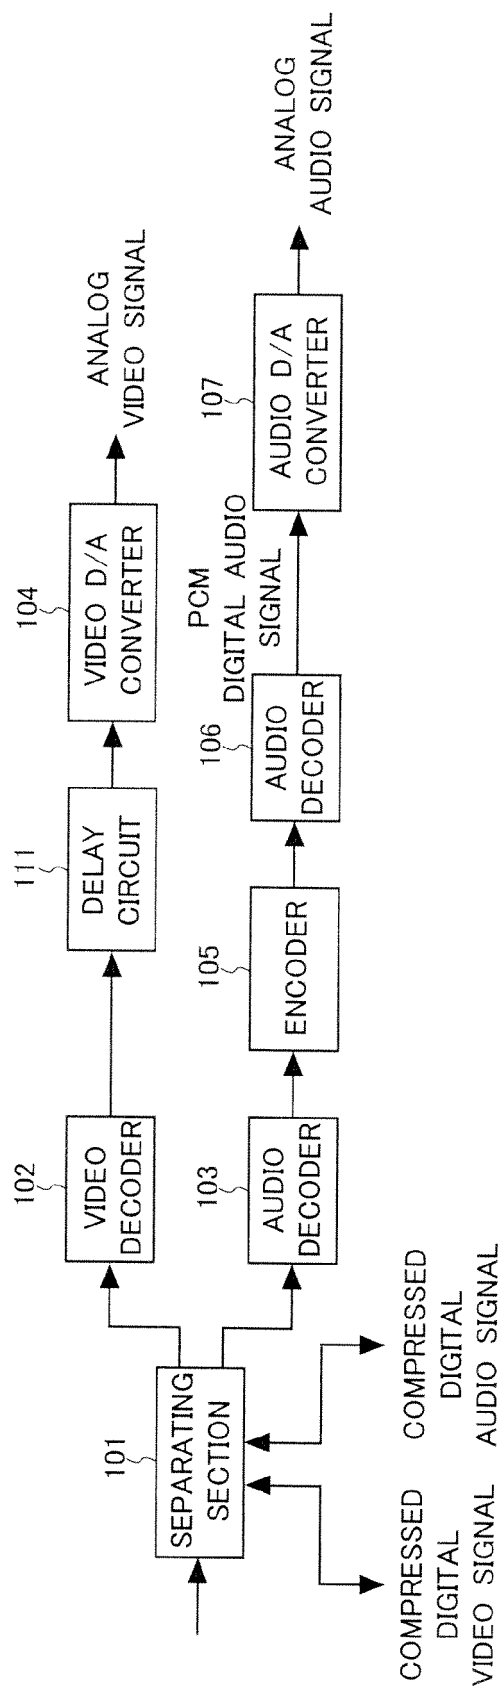 101
SEPARATING
SECTION
COMPRESSED
DIGITAL
VIDEO SIGNAL
COMPRESSED
DIGITAL
AUDIO SIGNAL
102
VIDEO
DECODER
111
DELAY
CIRCUIT
104
VIDEO D/A
CONVERTER
ANALOG
VIDEO SIGNAL
103
AUDIO
DECODER
105
ENCODER
106
AUDIO
DECODER
PCM
DIGITAL AUDIO
SIGNAL
107
AUDIO D/A
CONVERTER
ANALOG
AUDIO SIGNAL